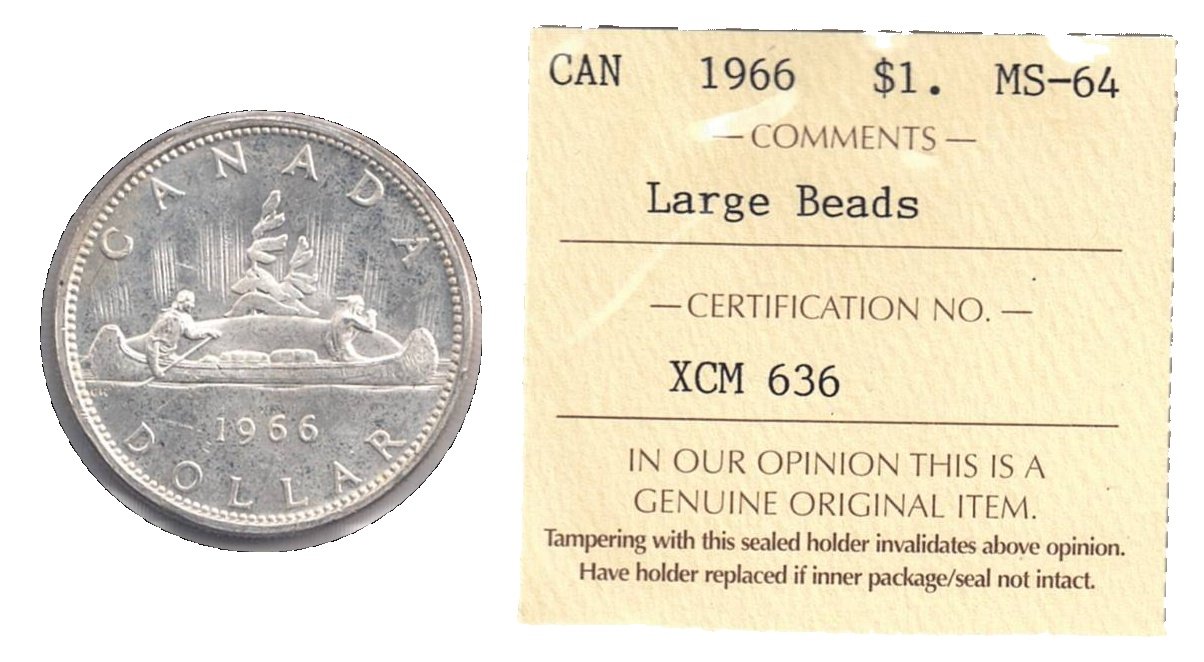 CANADA
1966
DOLLAR
CAN 1966 $1. MS-64
— COMMENTS —
Large Beads
— CERTIFICATION NO. —
XCM 636
IN OUR OPINION THIS IS A
GENUINE ORIGINAL ITEM.
Tampering with this sealed holder invalidates above opinion.
Have holder replaced if inner package/seal not intact.